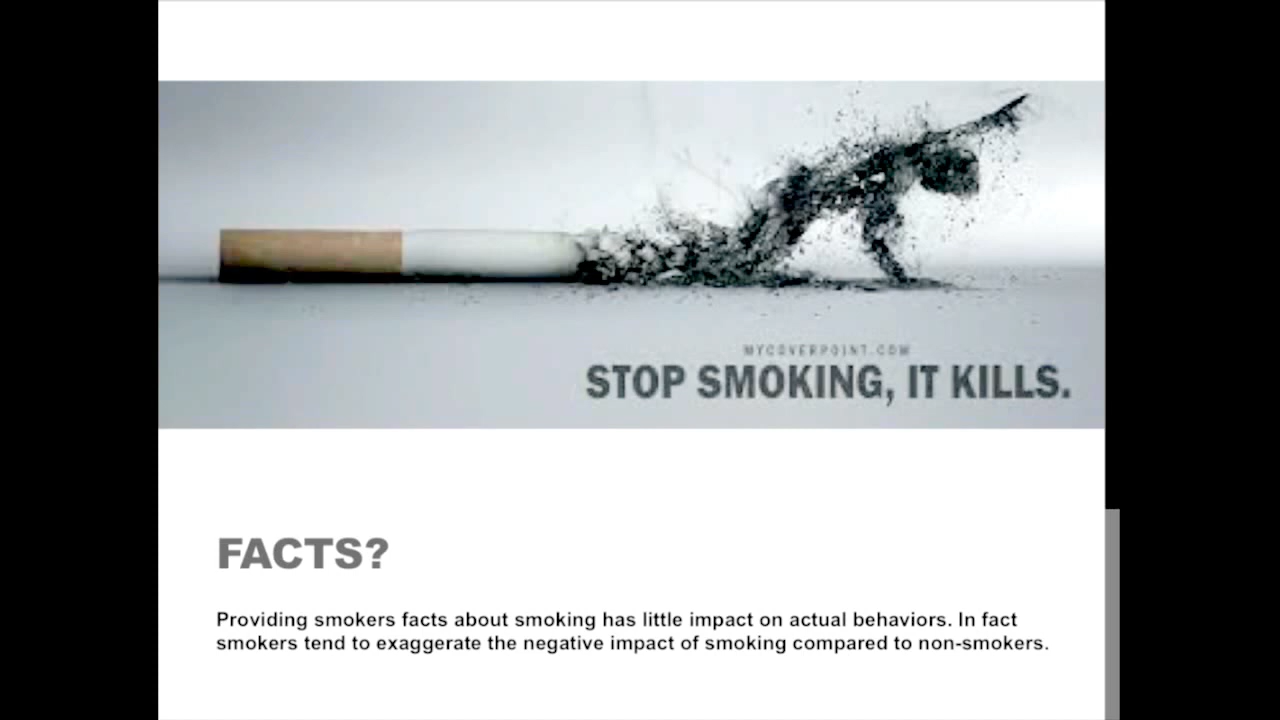 MYCOVERPOINT.COM
STOP SMOKING, IT KILLS.
FACTS?
Providing smokers facts about smoking has little impact on actual behaviors. In fact
smokers tend to exaggerate the negative impact of smoking compared to non-smokers.